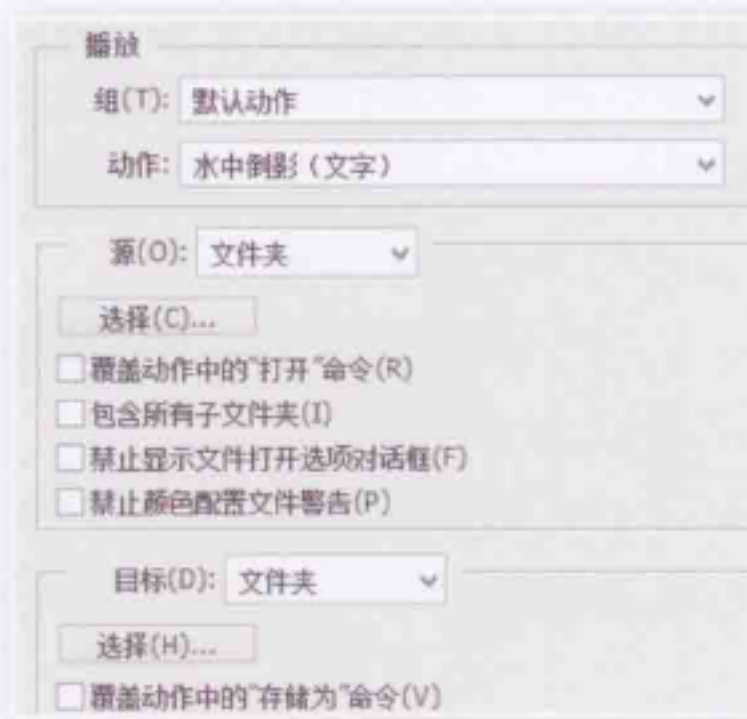 播放
组(T): 默认动作
动作: 水中倒影（文字）
源(O): 文件夹
选择(C)...
覆盖动作中的"打开"命令(R)
包含所有子文件夹(I)
禁止显示文件打开选项对话框(F)
禁止颜色配置文件警告(P)
目标(D): 文件夹
选择(H)...
覆盖动作中的"存储为"命令(V)